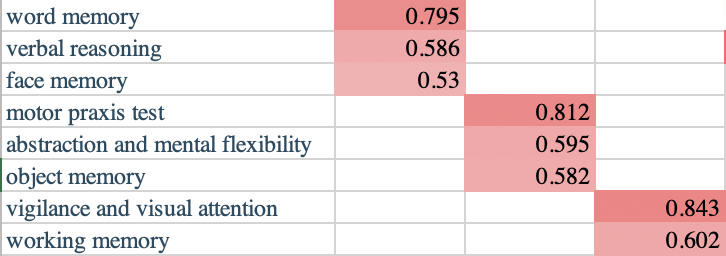 word memory 0.795
verbal reasoning 0.586
face memory 0.53
motor praxis test 0.812
abstraction and mental flexibility 0.595
object memory 0.582
vigilance and visual attention 0.843
working memory 0.602